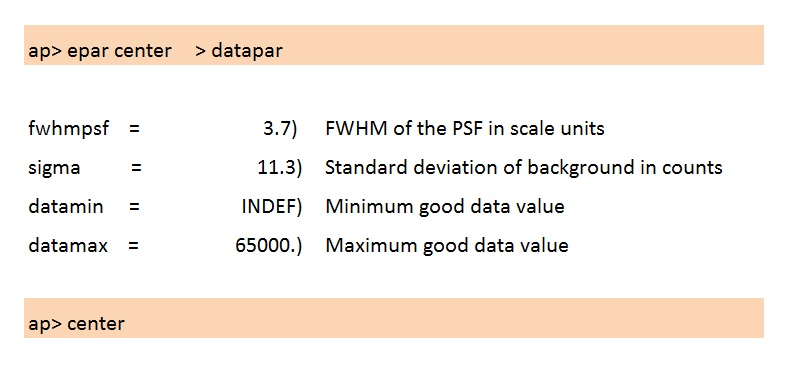 ap> epar center > datapar
fwhmpsf = 3.7) FWHM of the PSF in scale units
sigma = 11.3) Standard deviation of background in counts
datamin = INDEF) Minimum good data value
datamax = 65000.) Maximum good data value
ap> center